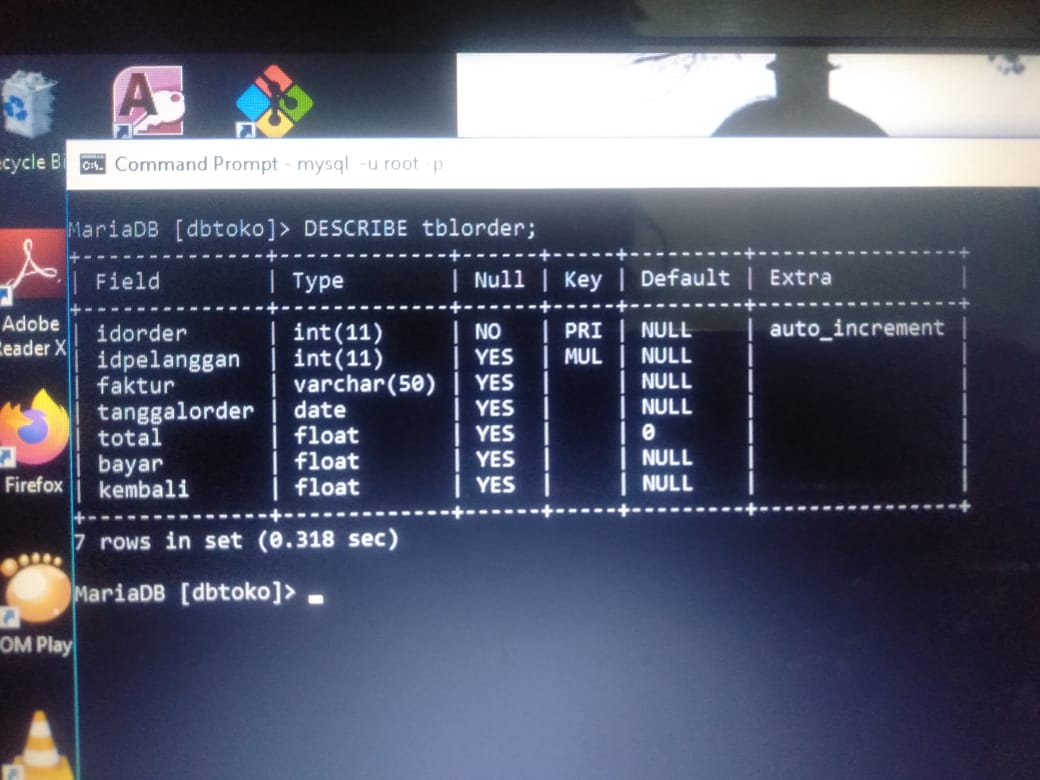 Command Prompt - mysql -u root -p
MariaDB [dbtoko]> DESCRIBE tblorder;
+---------------+-------------+------+-----+---------+----------------+
| Field | Type | Null | Key | Default | Extra |
+---------------+-------------+------+-----+---------+----------------+
| idorder | int(11) | NO | PRI | NULL | auto_increment |
| idpelanggan | int(11) | YES | MUL | NULL | |
| faktur | varchar(50) | YES | | NULL | |
| tanggalorder | date | YES | | NULL | |
| total | float | YES | | 0 | |
| bayar | float | YES | | NULL | |
| kembali | float | YES | | NULL | |
+---------------+-------------+------+-----+---------+----------------+
7 rows in set (0.318 sec)
MariaDB [dbtoko]>
ecycle Bi
Adobe
Reader X
Firefox
OM Play